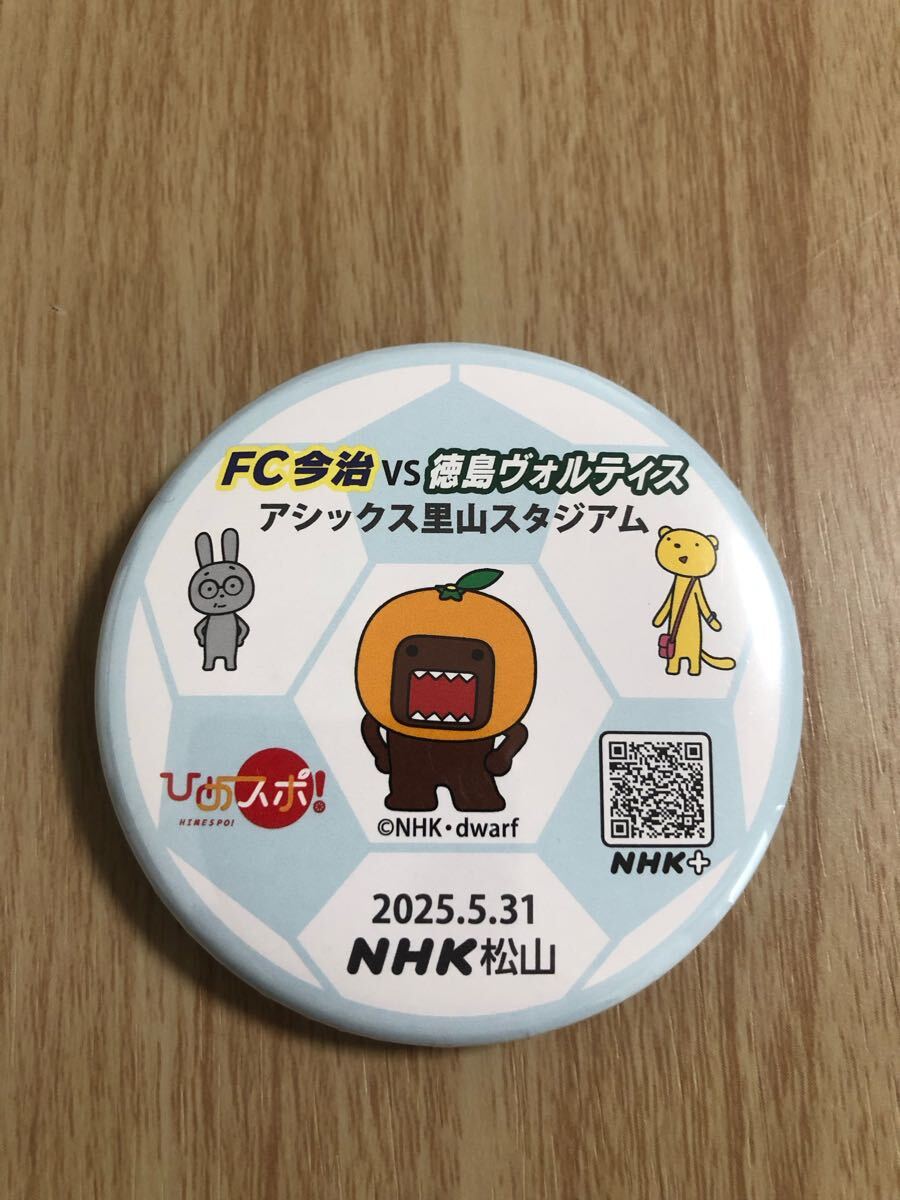 FC今治 VS 徳島ヴォルティス
アシックス里山スタジアム
ひめスポ!
HIMESPO!
©NHK・dwarf
NHK+
2025.5.31
NHK松山